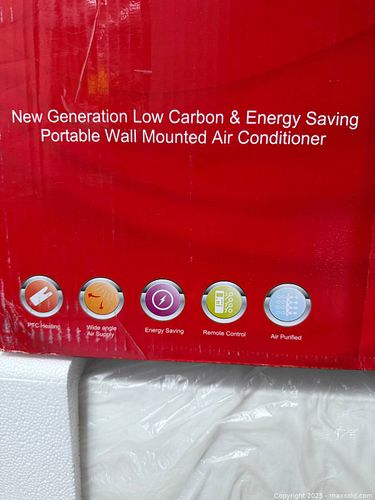 New Generation Low Carbon & Energy Saving
Portable Wall Mounted Air Conditioner
PTC Heating
Wide angle
Air Supply
Energy Saving
Remote Control
Air Purified
Copyright 2025 - maxsold.com